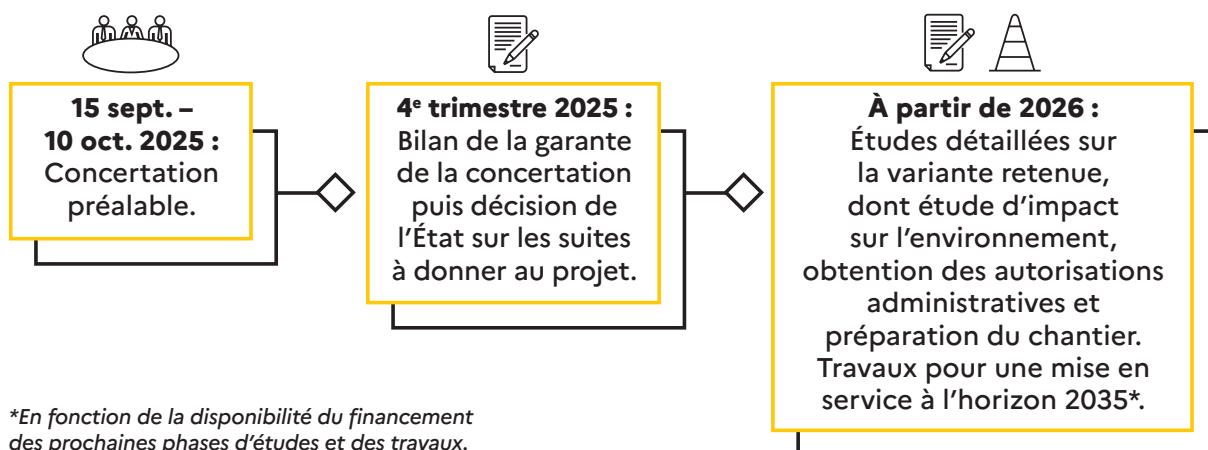 15 sept. –
10 oct. 2025 :
Concertation
préalable.
4e trimestre 2025 :
Bilan de la garante
de la concertation
puis décision de
l'État sur les suites
à donner au projet.
À partir de 2026 :
Études détaillées sur
la variante retenue,
dont étude d'impact
sur l'environnement,
obtention des autorisations
administratives et
préparation du chantier.
Travaux pour une mise en
service à l'horizon 2035*.
*En fonction de la disponibilité du financement
des prochaines phases d'études et des travaux.